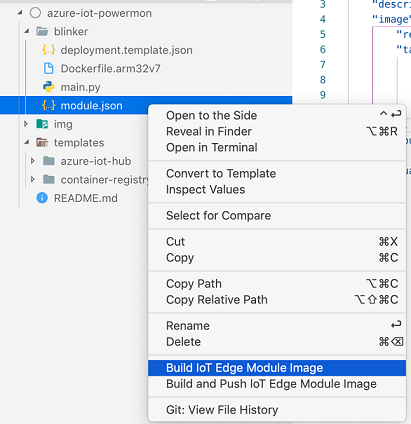 azure-iot-powermon
blinker
{..} deployment.template.json
Dockerfile.arm32v7
main.py
{..} module.json
img
templates
azure-iot-hub
container-registry
README.md
3 "descri
4 "image"
5 "re
6 "ta
7
8
9
Open to the Side ^⏎
Reveal in Finder ⌥⌘R
Open in Terminal
Convert to Template
Inspect Values
Select for Compare
Cut ⌘X
Copy ⌘C
Copy Path ⌥⌘C
Copy Relative Path ⌥⇧⌘C
Rename ⏎
Delete ⌘⌫
Build IoT Edge Module Image
Build and Push IoT Edge Module Image
Git: View File History